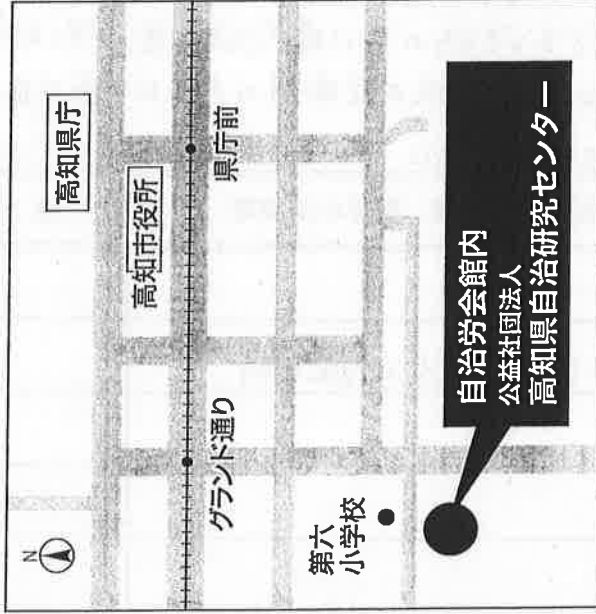 N
高知県庁
高知市役所
県庁前
グランド通り
第六
小学校
自治労会館内
公益社団法人
高知県自治研究センター